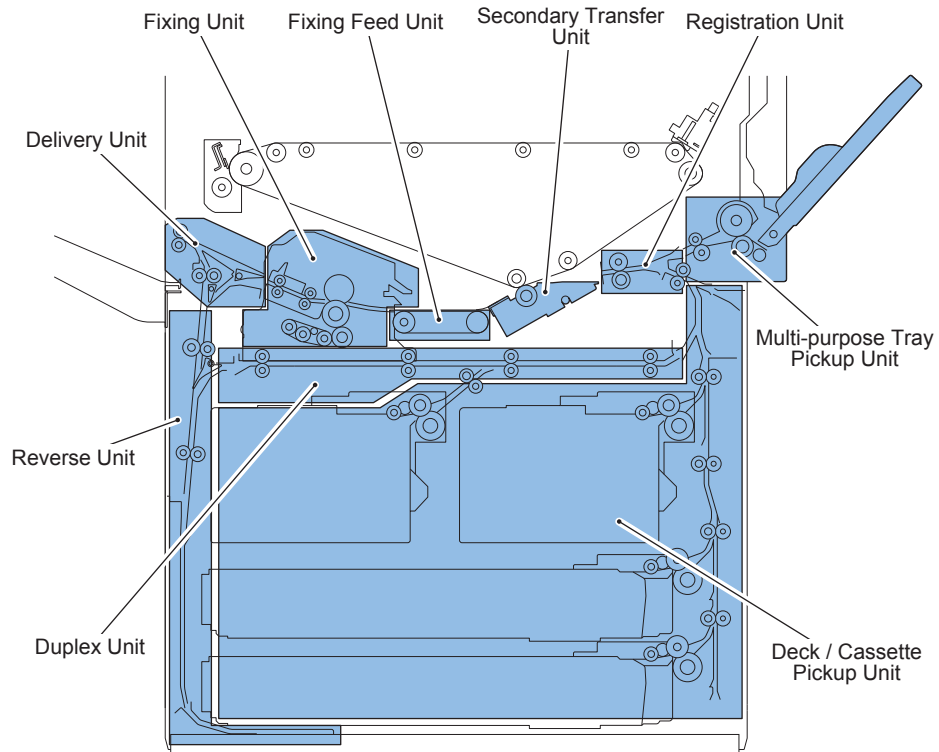 Fixing Unit
Fixing Feed Unit
Secondary Transfer
Unit
Registration Unit
Delivery Unit
Multi-purpose Tray
Pickup Unit
Reverse Unit
Duplex Unit
Deck / Cassette
Pickup Unit